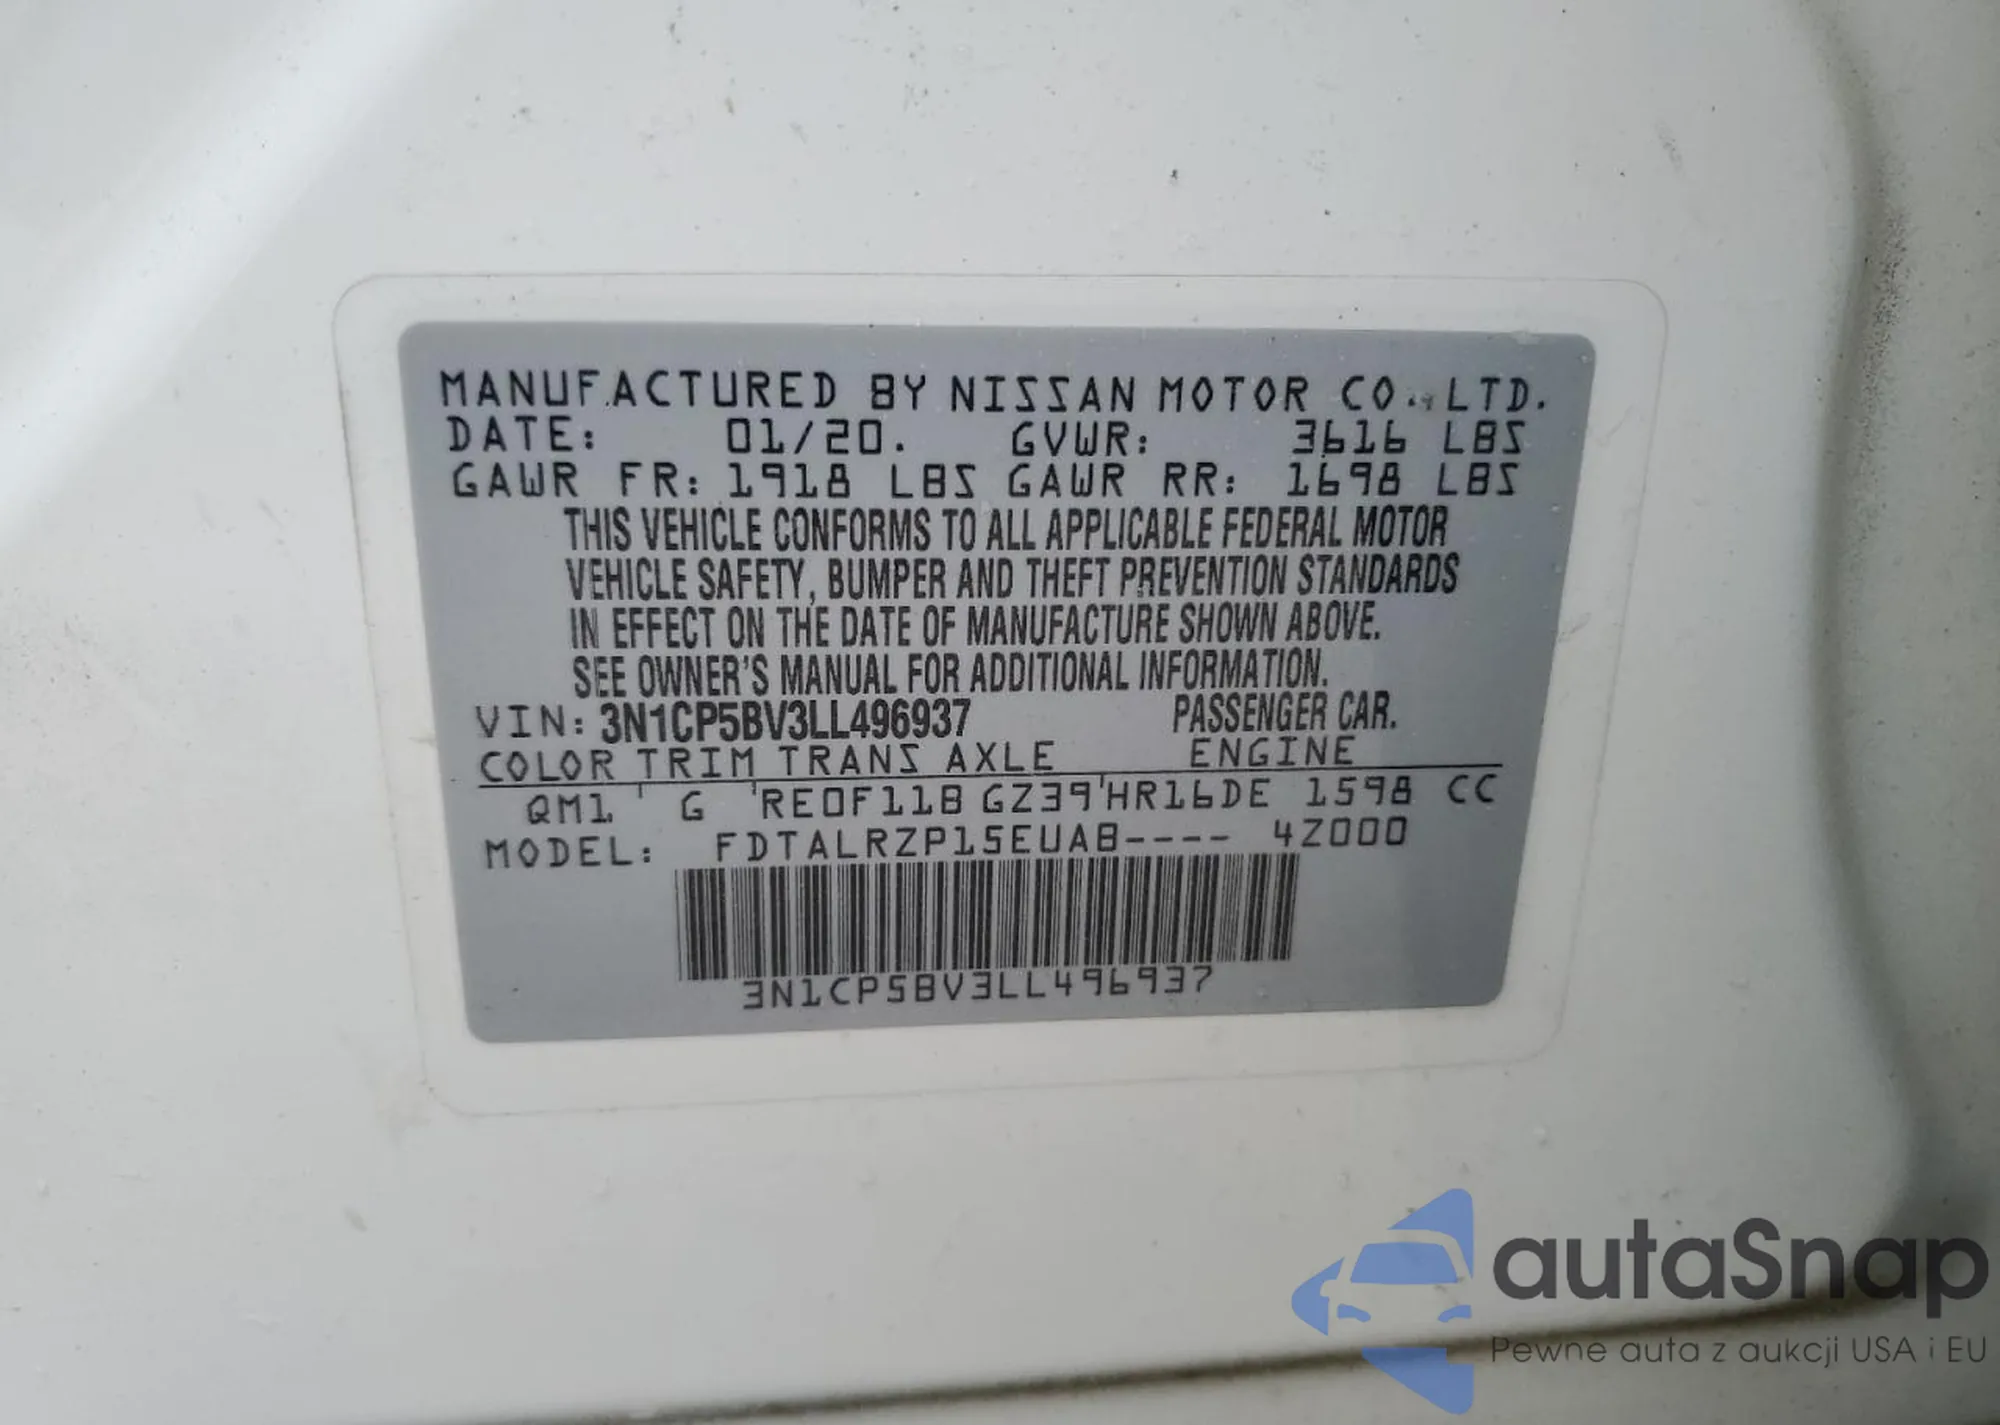 MANUFACTURED BY NISSAN MOTOR CO., LTD.
DATE: 01/20. GVWR: 3616 LBS
GAWR FR: 1918 LBS GAWR RR: 1698 LBS
THIS VEHICLE CONFORMS TO ALL APPLICABLE FEDERAL MOTOR
VEHICLE SAFETY, BUMPER AND THEFT PREVENTION STANDARDS
IN EFFECT ON THE DATE OF MANUFACTURE SHOWN ABOVE.
SEE OWNER'S MANUAL FOR ADDITIONAL INFORMATION.
VIN: 3N1CP5BV3LL496937 PASSENGER CAR.
COLOR TRIM TRANS AXLE ENGINE
QM1 ' G 'RE0F11B GZ39'HR16DE 1598 CC
MODEL: FDTALRZP15EUAB---- 4Z000
3N1CP5BV3LL496937
autaSnap
Pewne auta z aukcji USA i EU